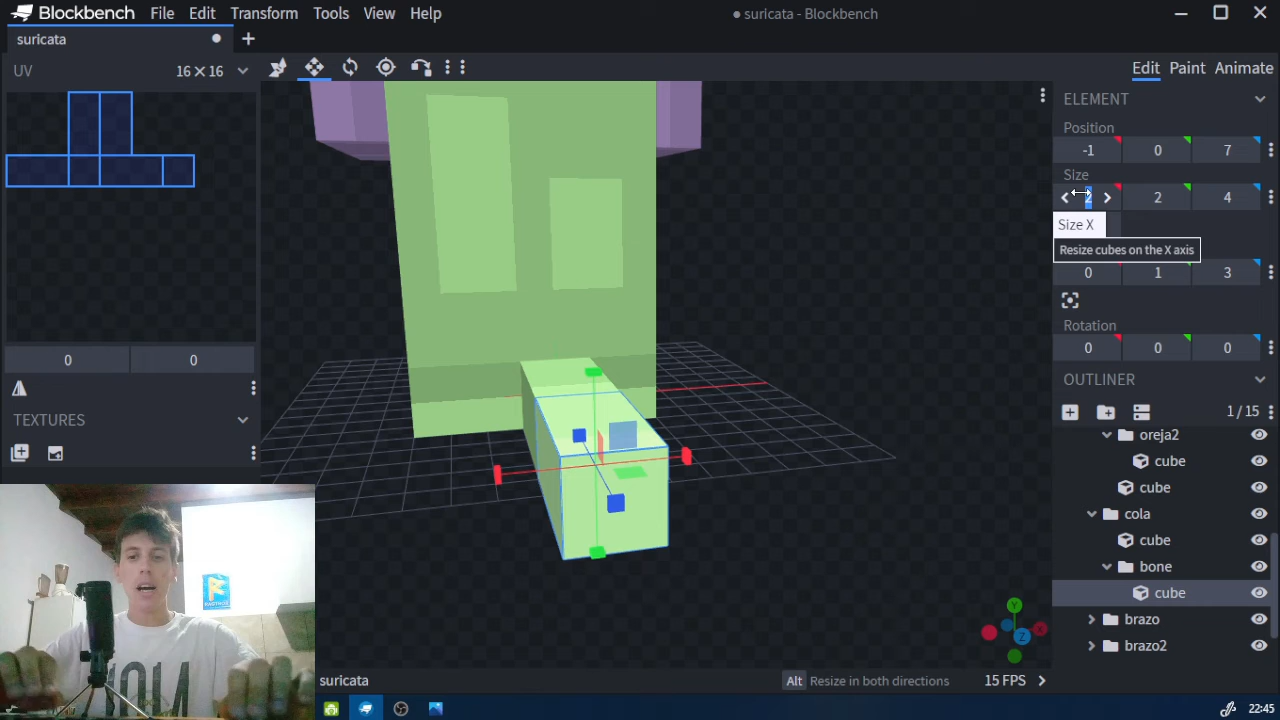 Blockbench File Edit Transform Tools View Help
suricata - Blockbench
suricata
UV 16×16
Edit Paint Animate
ELEMENT
Position
-1 0 7
Size
2 2 4
Size X
Resize cubes on the X axis
0 1 3
Rotation
0 0 0
0 0
OUTLINER
1 / 15
TEXTURES
oreja2
cube
cube
cola
cube
bone
cube
brazo
brazo2
Y
X
Z
suricata
Alt Resize in both directions
15 FPS
22:45